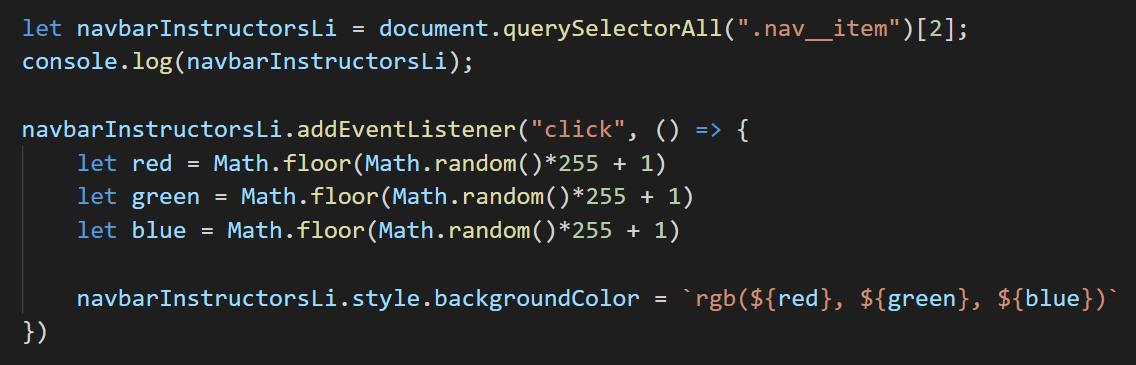 let navbarInstructorsLi = document.querySelectorAll(".nav__item")[2];
console.log(navbarInstructorsLi);
navbarInstructorsLi.addEventListener("click", () => {
    let red = Math.floor(Math.random()*255 + 1)
    let green = Math.floor(Math.random()*255 + 1)
    let blue = Math.floor(Math.random()*255 + 1)
    navbarInstructorsLi.style.backgroundColor = `rgb(${red}, ${green}, ${blue})`
})